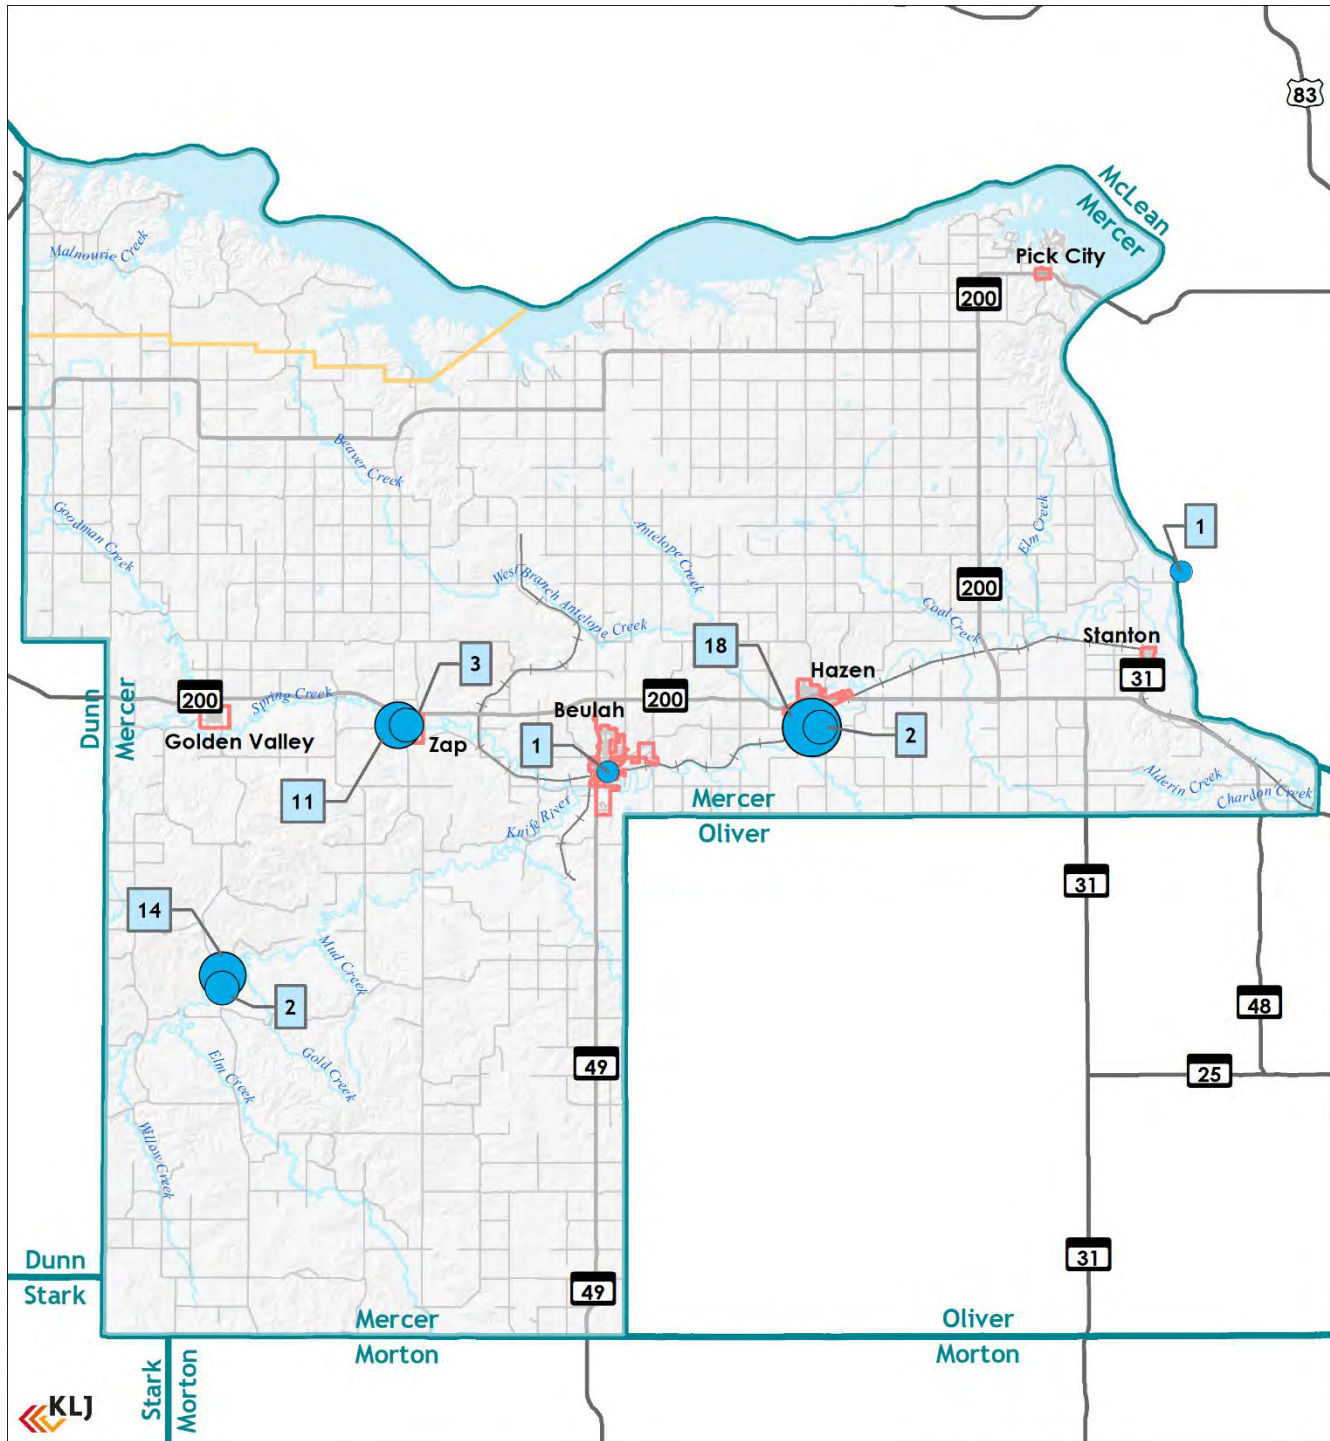 83
McLean
Mercer
Pick City
200
Malnourie Creek
Beaver Creek
Goodman Creek
Antelope Creek
Elm Creek
1
West Branch Antelope Creek
200
Coal Creek
Stanton
18
3
Hazen
31
Dunn
Mercer
200
Spring Creek
200
Golden Valley
Zap
Beulah
1
2
11
Knife River
Alderin Creek
Chardon Creek
Mercer
Oliver
31
14
Mud Creek
2
48
Elm Creek
Gold Creek
49
25
Willow Creek
31
Dunn
Stark
49
Mercer
Morton
Oliver
Morton
Stark
Morton
KLJ